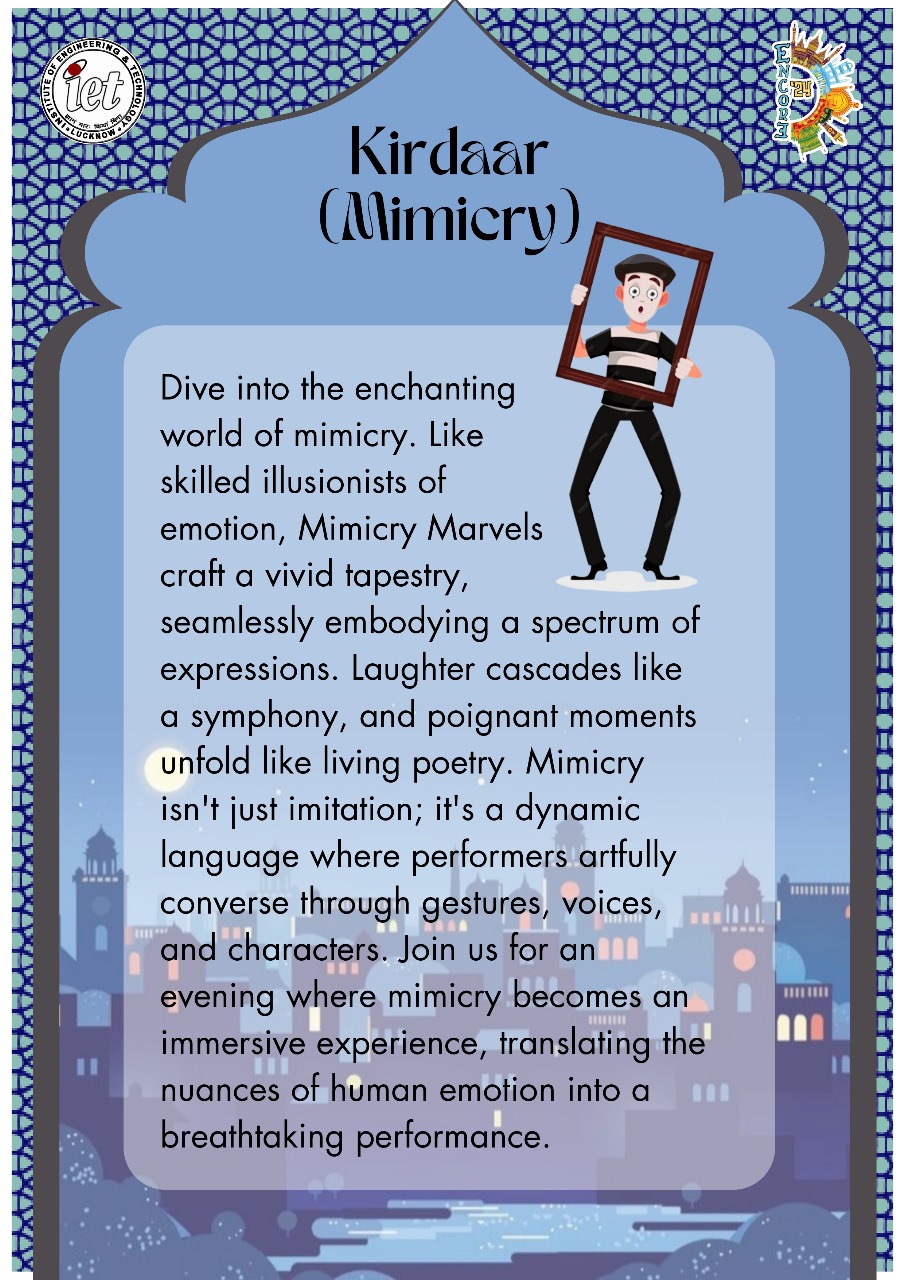 INSTITUTE OF ENGINEERING & TECHNOLOGY
iet
• LUCKNOW •
ENCORE
'24
Kirdaar
(Mimicry)
Dive into the enchanting
world of mimicry. Like
skilled illusionists of
emotion, Mimicry Marvels
craft a vivid tapestry,
seamlessly embodying a spectrum of
expressions. Laughter cascades like
a symphony, and poignant moments
unfold like living poetry. Mimicry
isn't just imitation; it's a dynamic
language where performers artfully
converse through gestures, voices,
and characters. Join us for an
evening where mimicry becomes an
immersive experience, translating the
nuances of human emotion into a
breathtaking performance.